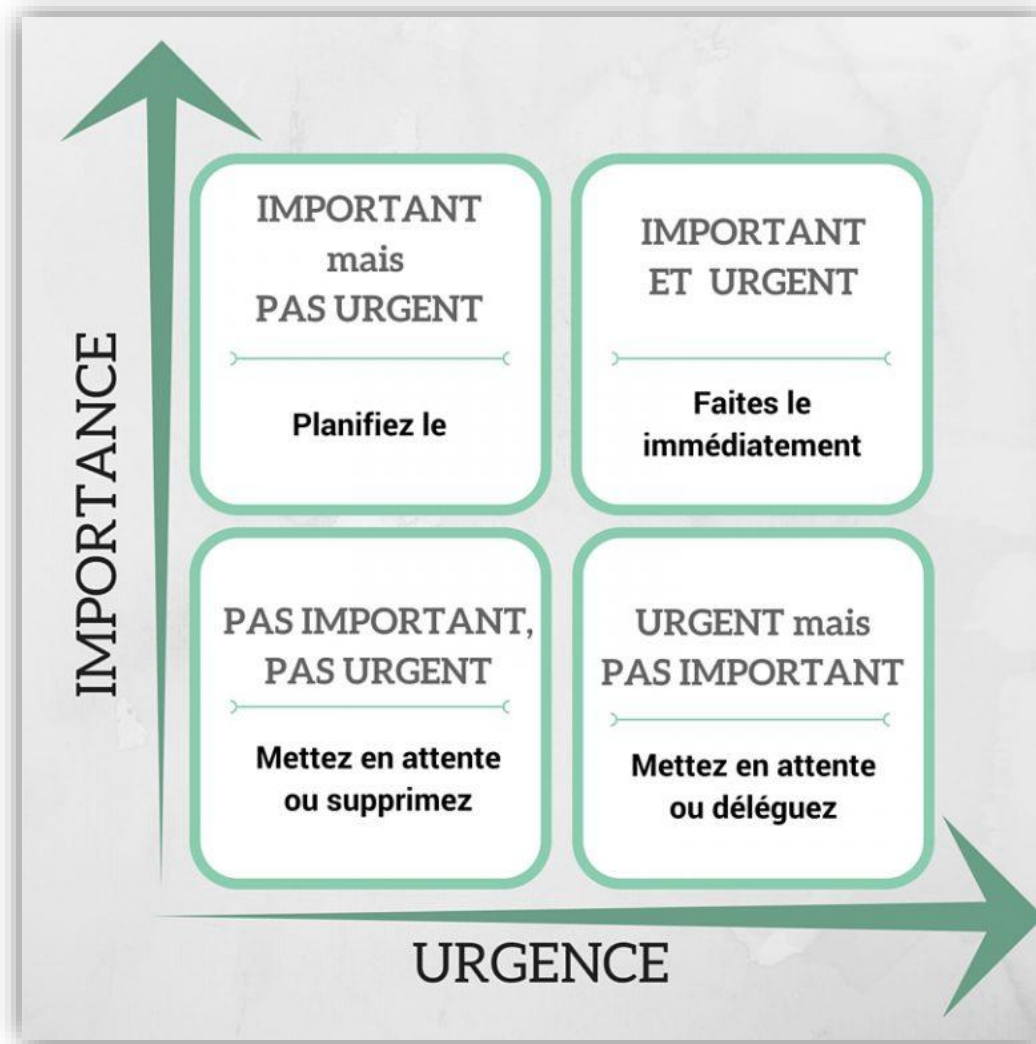 IMPORTANT
mais
PAS URGENT
Planifiez le
IMPORTANT
ET URGENT
Faites le
immédiatement
PAS IMPORTANT,
PAS URGENT
Mettez en attente
ou supprimez
URGENT mais
PAS IMPORTANT
Mettez en attente
ou déléguez
IMPORTANCE
URGENCE